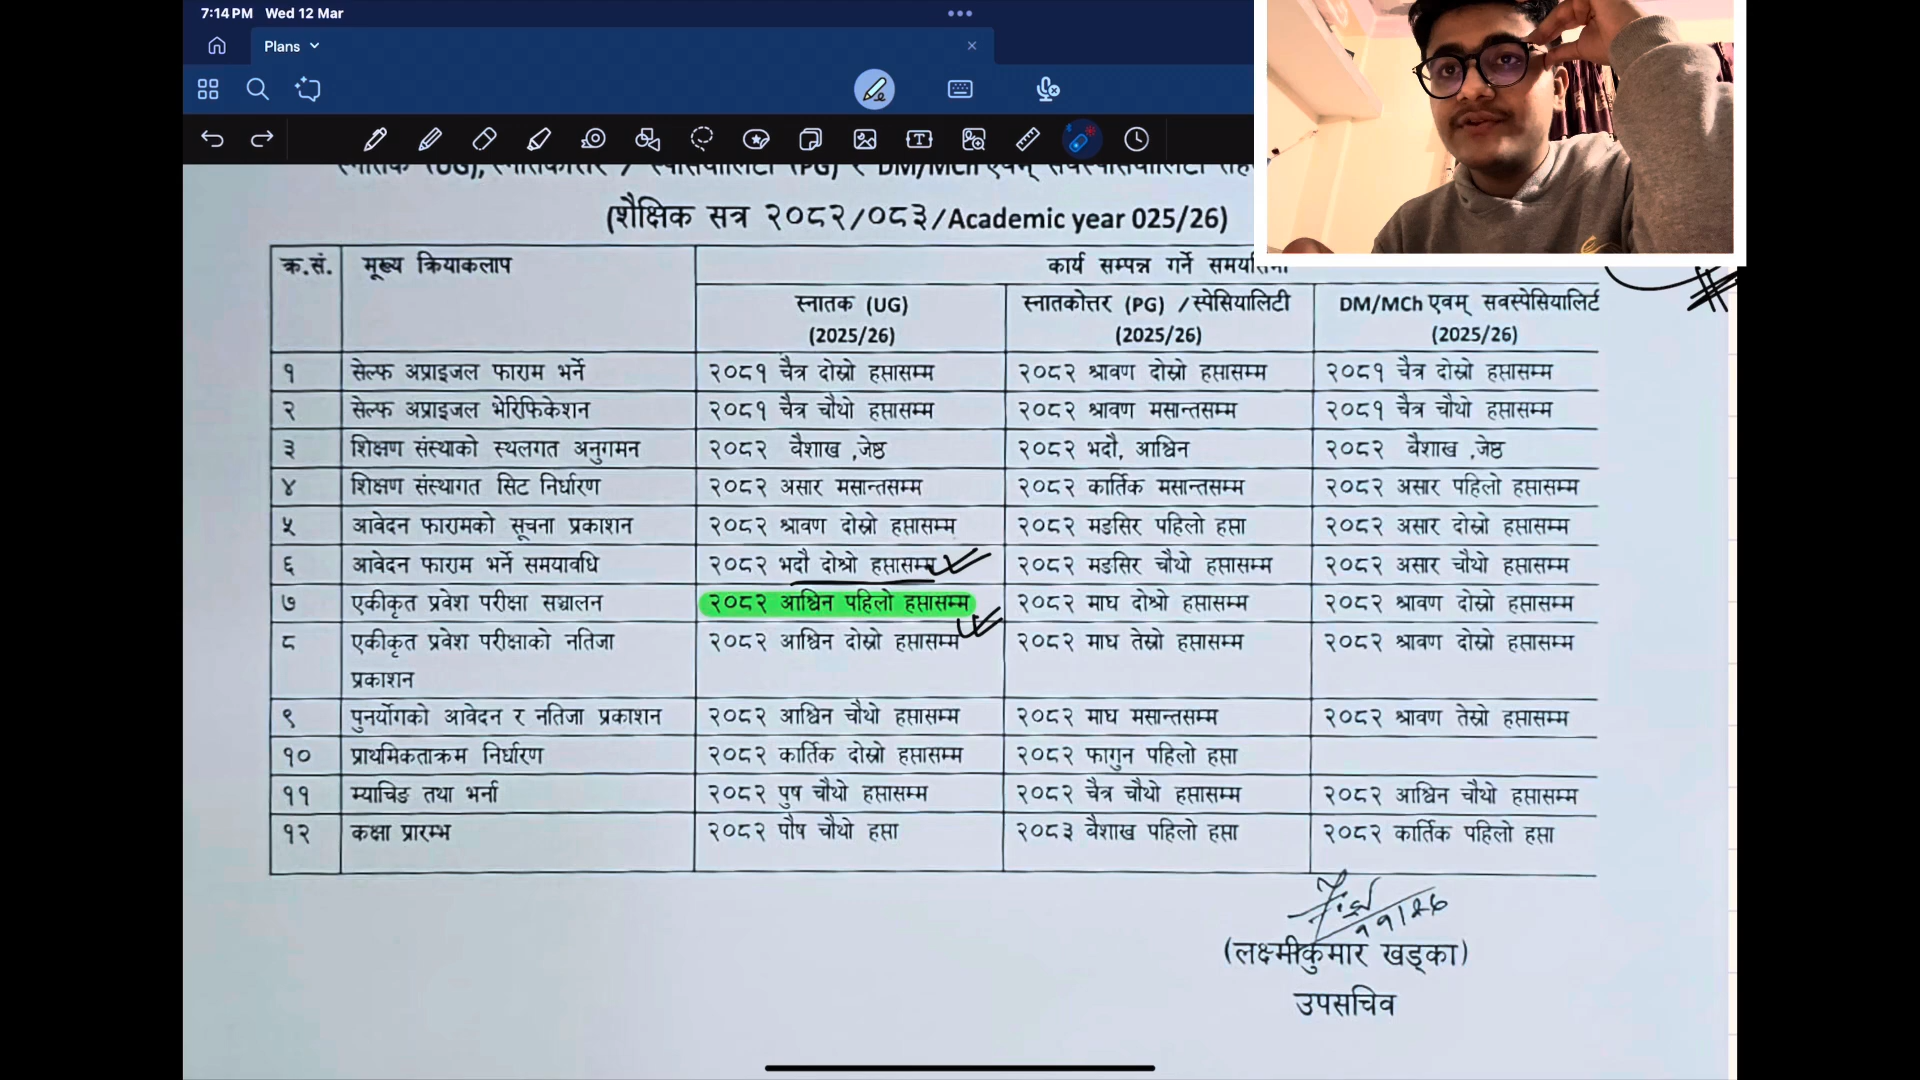 7:14 PM Wed 12 Mar
Plans
(शैक्षिक सत्र २०८२/०८३/Academic year 025/26)
क्र.सं. मूख्य क्रियाकलाप कार्य सम्पन्न गर्ने
स्नातक (UG) (2025/26) स्नातकोत्तर (PG) /स्पेसियालिटी (2025/26) DM/MCh एवम् (2025/26)
१ सेल्फ अप्राइजल फाराम भर्ने २०८१ चैत्र दोस्रो हप्तासम्म २०८२ श्रावण दोस्रो हप्तासम्म २०८१ चैत्र दोस्रो हप्तासम्म
२ सेल्फ अप्राइजल भेरिफिकेशन २०८१ चैत्र चौथो हप्तासम्म २०८२ श्रावण मसान्तसम्म २०८१ चैत्र चौथो हप्तासम्म
३ शिक्षण संस्थाको स्थलगत अनुगमन २०८२ वैशाख ,जेष्ठ २०८२ भदौ, आश्विन २०८२ वैशाख ,जेष्ठ
४ शिक्षण संस्थागत सिट निर्धारण २०८२ असार मसान्तसम्म २०८२ कार्तिक मसान्तसम्म २०८२ असार पहिलो हप्तासम्म
५ आवेदन फारामको सूचना प्रकाशन २०८२ श्रावण दोस्रो हप्तासम्म २०८२ मङसिर पहिलो हप्ता २०८२ असार दोस्रो हप्तासम्म
६ आवेदन फाराम भर्ने समयावधि २०८२ भदौ दोश्रो हप्तासम्म २०८२ मङसिर चौथो हप्तासम्म २०८२ असार चौथो हप्तासम्म
७ एकीकृत प्रवेश परीक्षा सञ्चालन २०८२ आश्विन पहिलो हप्तासम्म २०८२ माघ दोश्रो हप्तासम्म २०८२ श्रावण दोस्रो हप्तासम्म
८ एकीकृत प्रवेश परीक्षाको नतिजा प्रकाशन २०८२ आश्विन दोस्रो हप्तासम्म २०८२ माघ तेस्रो हप्तासम्म २०८२ श्रावण दोस्रो हप्तासम्म
९ पुनर्योगको आवेदन र नतिजा प्रकाशन २०८२ आश्विन चौथो हप्तासम्म २०८२ माघ मसान्तसम्म २०८२ श्रावण तेस्रो हप्तासम्म
१० प्राथमिकताक्रम निर्धारण २०८२ कार्तिक दोस्रो हप्तासम्म २०८२ फागुन पहिलो हप्ता
११ म्याचिङ तथा भर्ना २०८२ पुष चौथो हप्तासम्म २०८२ चैत्र चौथो हप्तासम्म २०८२ आश्विन चौथो हप्तासम्म
१२ कक्षा प्रारम्भ २०८२ पौष चौथो हप्ता २०८३ वैशाख पहिलो हप्ता २०८२ कार्तिक पहिलो हप्ता
(लक्ष्मीकुमार खड्का)
उपसचिव